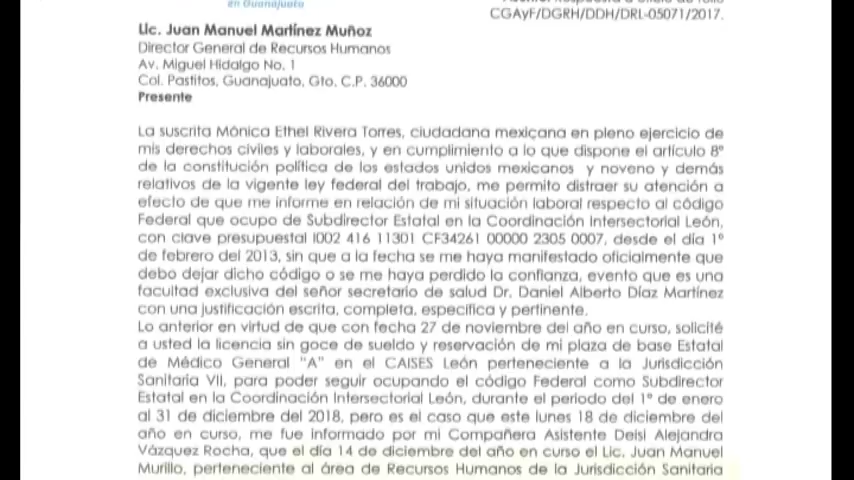 en Guanajuato
CGAyF/DGRH/DDH/DRL-05071/2017.
Lic. Juan Manuel Martínez Muñoz
Director General de Recursos Humanos
Av. Miguel Hidalgo No. 1
Col. Pastitos, Guanajuato, Gto. C.P. 36000
Presente
La suscrita Mónica Ethel Rivera Torres, ciudadana mexicana en pleno ejercicio de
mis derechos civiles y laborales, y en cumplimiento a lo que dispone el artículo 8°
de la constitución política de los estados unidos mexicanos y noveno y demás
relativos de la vigente ley federal del trabajo, me permito distraer su atención a
efecto de que me informe en relación de mi situación laboral respecto al código
Federal que ocupo de Subdirector Estatal en la Coordinación Intersectorial León,
con clave presupuestal I002 416 11301 CF34261 00000 2305 0007, desde el día 1°
de febrero del 2013, sin que a la fecha se me haya manifestado oficialmente que
debo dejar dicho código o se me haya perdido la confianza, evento que es una
facultad exclusiva del señor secretario de salud Dr. Daniel Alberto Díaz Martínez
con una justificación escrita, completa, específica y pertinente.
Lo anterior en virtud de que con fecha 27 de noviembre del año en curso, solicité
a usted la licencia sin goce de sueldo y reservación de mi plaza de base Estatal
de Médico General "A" en el CAISES León perteneciente a la Jurisdicción
Sanitaria VII, para poder seguir ocupando el código Federal como Subdirector
Estatal en la Coordinación Intersectorial León, durante el periodo del 1° de enero
al 31 de diciembre del 2018, pero es el caso que este lunes 18 de diciembre del
año en curso, me fue informado por mi Compañera Asistente Deisi Alejandra
Vázquez Rocha, que el día 14 de diciembre del año en curso el Lic. Juan Manuel
Murillo, perteneciente al área de Recursos Humanos de la Jurisdicción Sanitaria